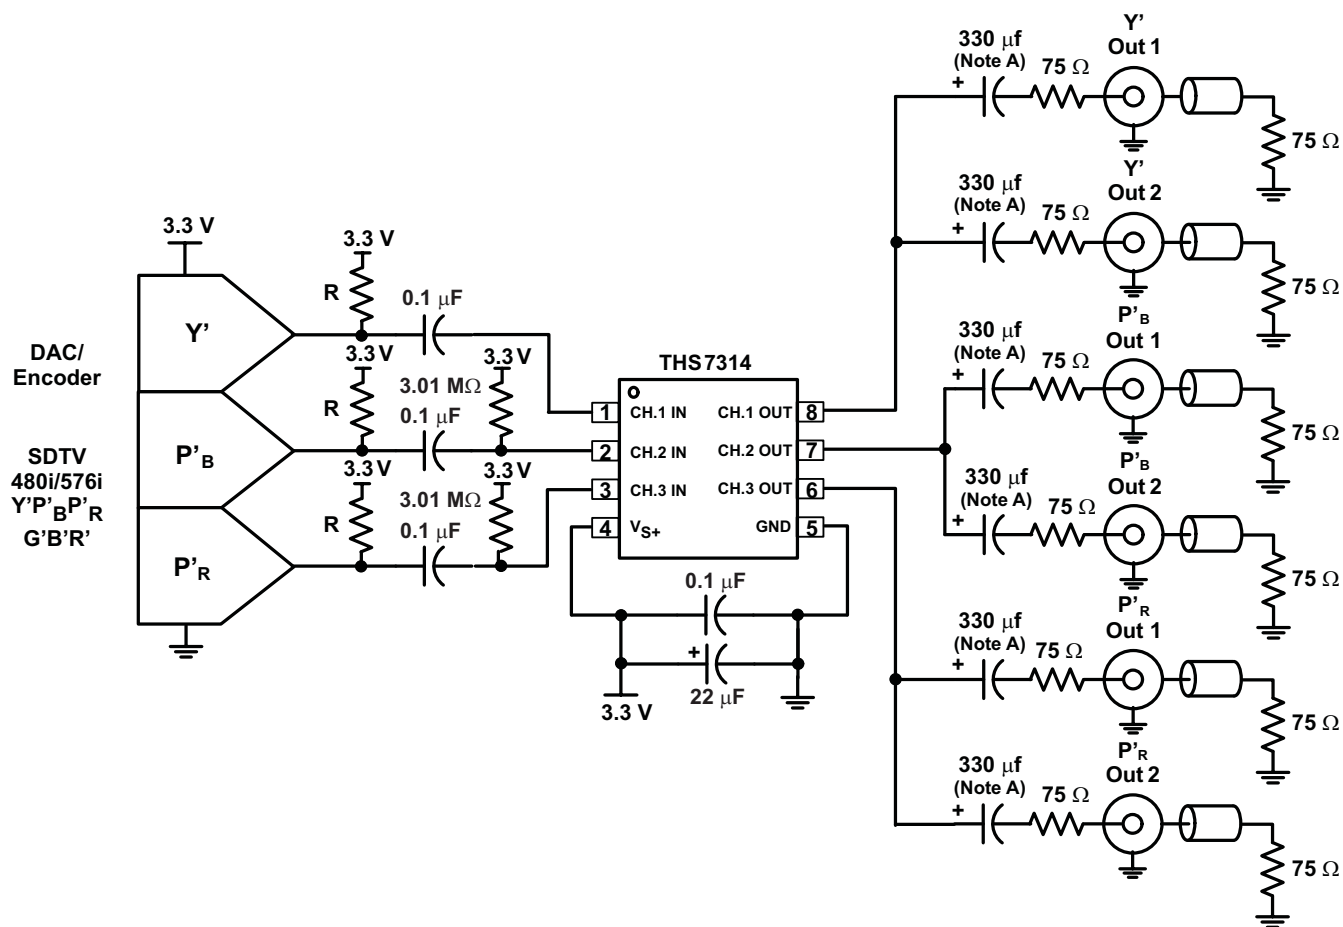 Y'
Out 1
330 μf
(Note A)
+
75 Ω
75 Ω
Y'
Out 2
330 μf
(Note A)
+
75 Ω
75 Ω
P'B
Out 1
330 μf
(Note A)
+
75 Ω
75 Ω
P'B
Out 2
330 μf
(Note A)
+
75 Ω
75 Ω
P'R
Out 1
330 μf
(Note A)
+
75 Ω
75 Ω
P'R
Out 2
330 μf
(Note A)
+
75 Ω
75 Ω
3.3 V
3.3 V
R
0.1 μF
Y'
DAC/
Encoder
3.3 V
R
3.01 MΩ
0.1 μF
3.3 V
P'B
SDTV
480i/576i
Y'P'BP'R
G'B'R'
3.3 V
R
3.01 MΩ
0.1 μF
3.3 V
P'R
THS7314
1 CH.1 IN CH.1 OUT 8
2 CH.2 IN CH.2 OUT 7
3 CH.3 IN CH.3 OUT 6
4 VS+ GND 5
0.1 μF
+
22 μF
3.3 V